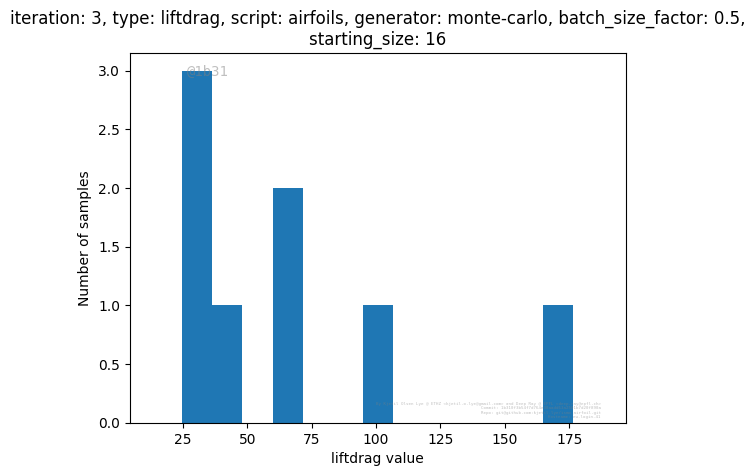 iteration: 3, type: liftdrag, script: airfoils, generator: monte-carlo, batch_size_factor: 0.5,
starting_size: 16
@1b31
3.0
2.5
2.0
1.5
1.0
0.5
0.0
Number of samples
25 50 75 100 125 150 175
liftdrag value